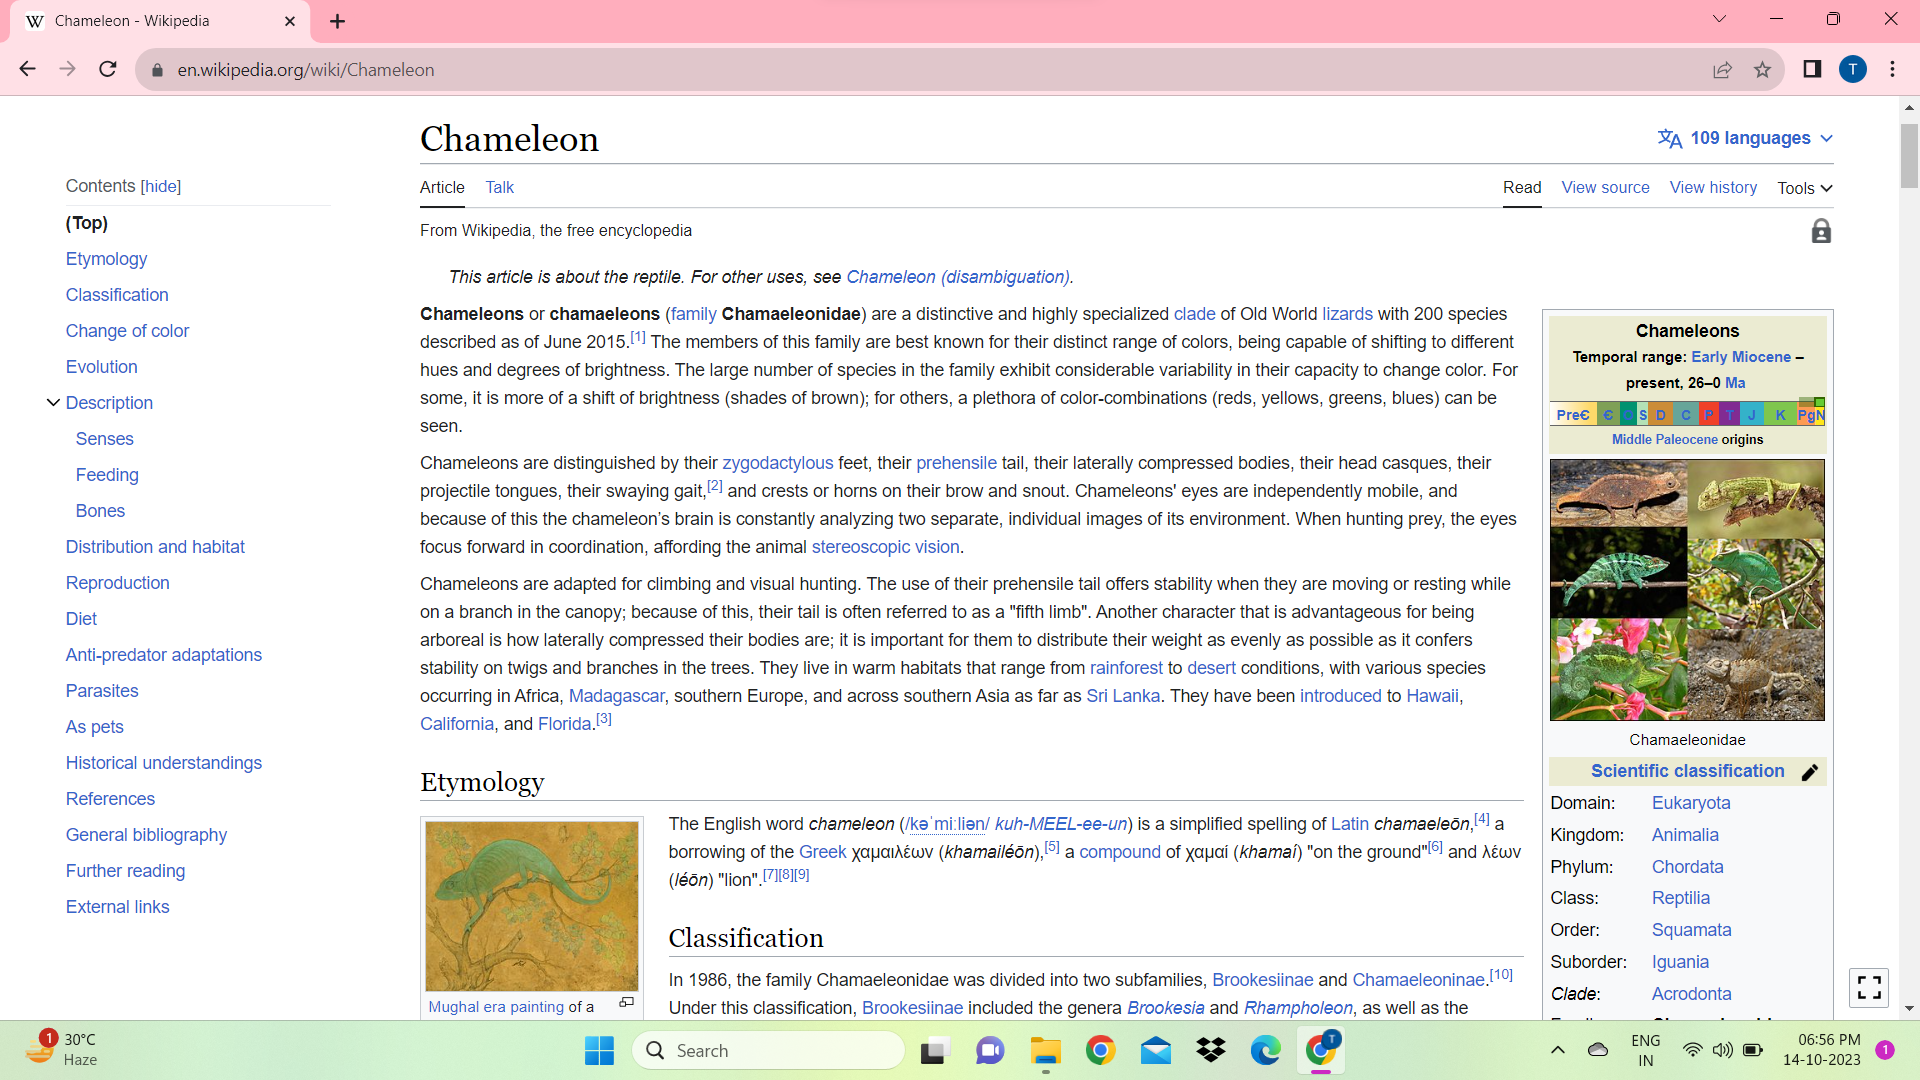 Chameleon - Wikipedia
en.wikipedia.org/wiki/Chameleon
T
Chameleon
109 languages
Contents [hide]
(Top)
Etymology
Classification
Change of color
Evolution
Description
Senses
Feeding
Bones
Distribution and habitat
Reproduction
Diet
Anti-predator adaptations
Parasites
As pets
Historical understandings
References
General bibliography
Further reading
External links
Article Talk
Read View source View history Tools
From Wikipedia, the free encyclopedia
This article is about the reptile. For other uses, see Chameleon (disambiguation).
Chameleons or chamaeleons (family Chamaeleonidae) are a distinctive and highly specialized clade of Old World lizards with 200 species
described as of June 2015.[1] The members of this family are best known for their distinct range of colors, being capable of shifting to different
hues and degrees of brightness. The large number of species in the family exhibit considerable variability in their capacity to change color. For
some, it is more of a shift of brightness (shades of brown); for others, a plethora of color-combinations (reds, yellows, greens, blues) can be
seen.
Chameleons are distinguished by their zygodactylous feet, their prehensile tail, their laterally compressed bodies, their head casques, their
projectile tongues, their swaying gait,[2] and crests or horns on their brow and snout. Chameleons' eyes are independently mobile, and
because of this the chameleon’s brain is constantly analyzing two separate, individual images of its environment. When hunting prey, the eyes
focus forward in coordination, affording the animal stereoscopic vision.
Chameleons are adapted for climbing and visual hunting. The use of their prehensile tail offers stability when they are moving or resting while
on a branch in the canopy; because of this, their tail is often referred to as a "fifth limb". Another character that is advantageous for being
arboreal is how laterally compressed their bodies are; it is important for them to distribute their weight as evenly as possible as it confers
stability on twigs and branches in the trees. They live in warm habitats that range from rainforest to desert conditions, with various species
occurring in Africa, Madagascar, southern Europe, and across southern Asia as far as Sri Lanka. They have been introduced to Hawaii,
California, and Florida.[3]
Etymology
The English word chameleon (/kəˈmiːliən/ kuh-MEEL-ee-un) is a simplified spelling of Latin chamaeleōn,[4] a
borrowing of the Greek χαμαιλέων (khamailéōn),[5] a compound of χαμαί (khamaí) "on the ground"[6] and λέων
(léōn) "lion".[7][8][9]
Mughal era painting of a
Classification
In 1986, the family Chamaeleonidae was divided into two subfamilies, Brookesiinae and Chamaeleoninae.[10]
Under this classification, Brookesiinae included the genera Brookesia and Rhampholeon, as well as the
Chameleons
Temporal range: Early Miocene –
present, 26–0 Ma
PreꞒ Ꞓ O S D C P T J K Pg N
Middle Paleocene origins
Chamaeleonidae
Scientific classification
Domain: Eukaryota
Kingdom: Animalia
Phylum: Chordata
Class: Reptilia
Order: Squamata
Suborder: Iguania
Clade: Acrodonta
1
30°C
Haze
Search
T
ENG
IN
06:56 PM
14-10-2023
1